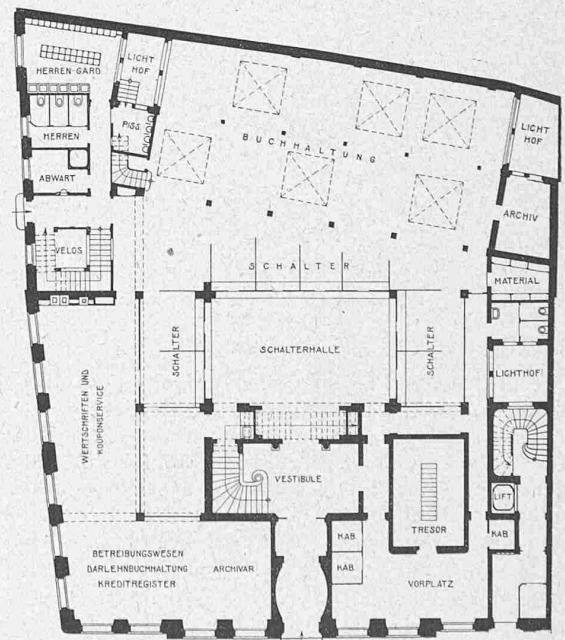 HERREN-GARD.
LICHT
HOF
PISS.
HERREN
ABWART
VELOS
BUCHHALTUNG
LICHT
HOF
ARCHIV
MATERIAL
SCHALTER
SCHALTER
SCHALTERHALLE
SCHALTER
LICHTHOF
WERTSCHRIFTEN UND
KOUPONSERVICE
VESTIBULE
TRESOR
LIFT
KAB.
KAB.
KAB.
BETREIBUNGSWESEN
DARLEHNBUCHHALTUNG
KREDITREGISTER
ARCHIVAR
VORPLATZ